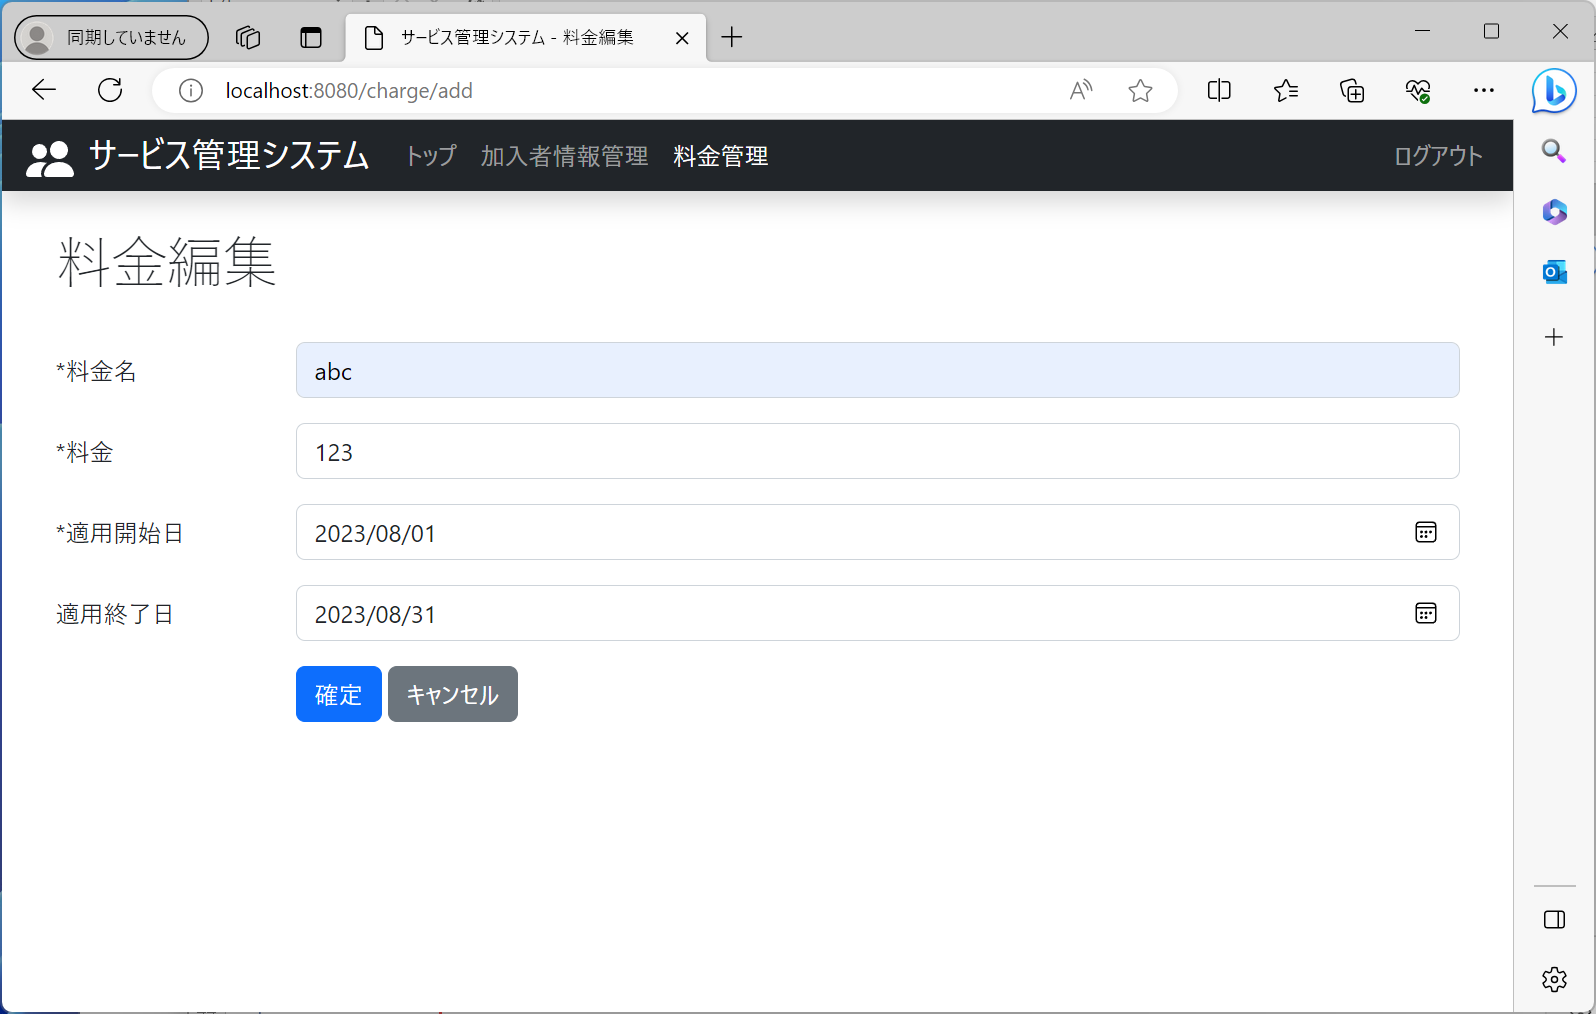 同期していません
サービス管理システム - 料金編集
localhost:8080/charge/add
サービス管理システム トップ 加入者情報管理 料金管理 ログアウト
料金編集
*料金名 abc
*料金 123
*適用開始日 2023/08/01
適用終了日 2023/08/31
確定 キャンセル